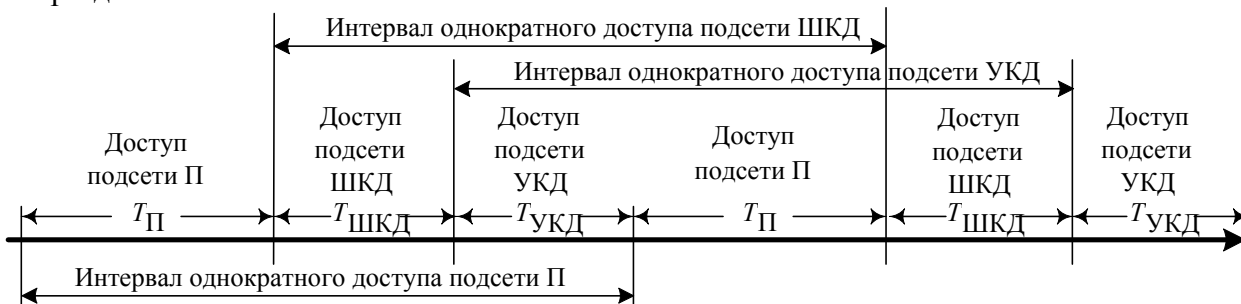 Интервал однократного доступа подсети ШКД
Интервал однократного доступа подсети УКД
Доступ
подсети П
Доступ
подсети
ШКД
Доступ
подсети
УКД
Доступ
подсети П
Доступ
подсети
ШКД
Доступ
подсети
УКД
TП TШКД TУКД TП TШКД TУКД
Интервал однократного доступа подсети П